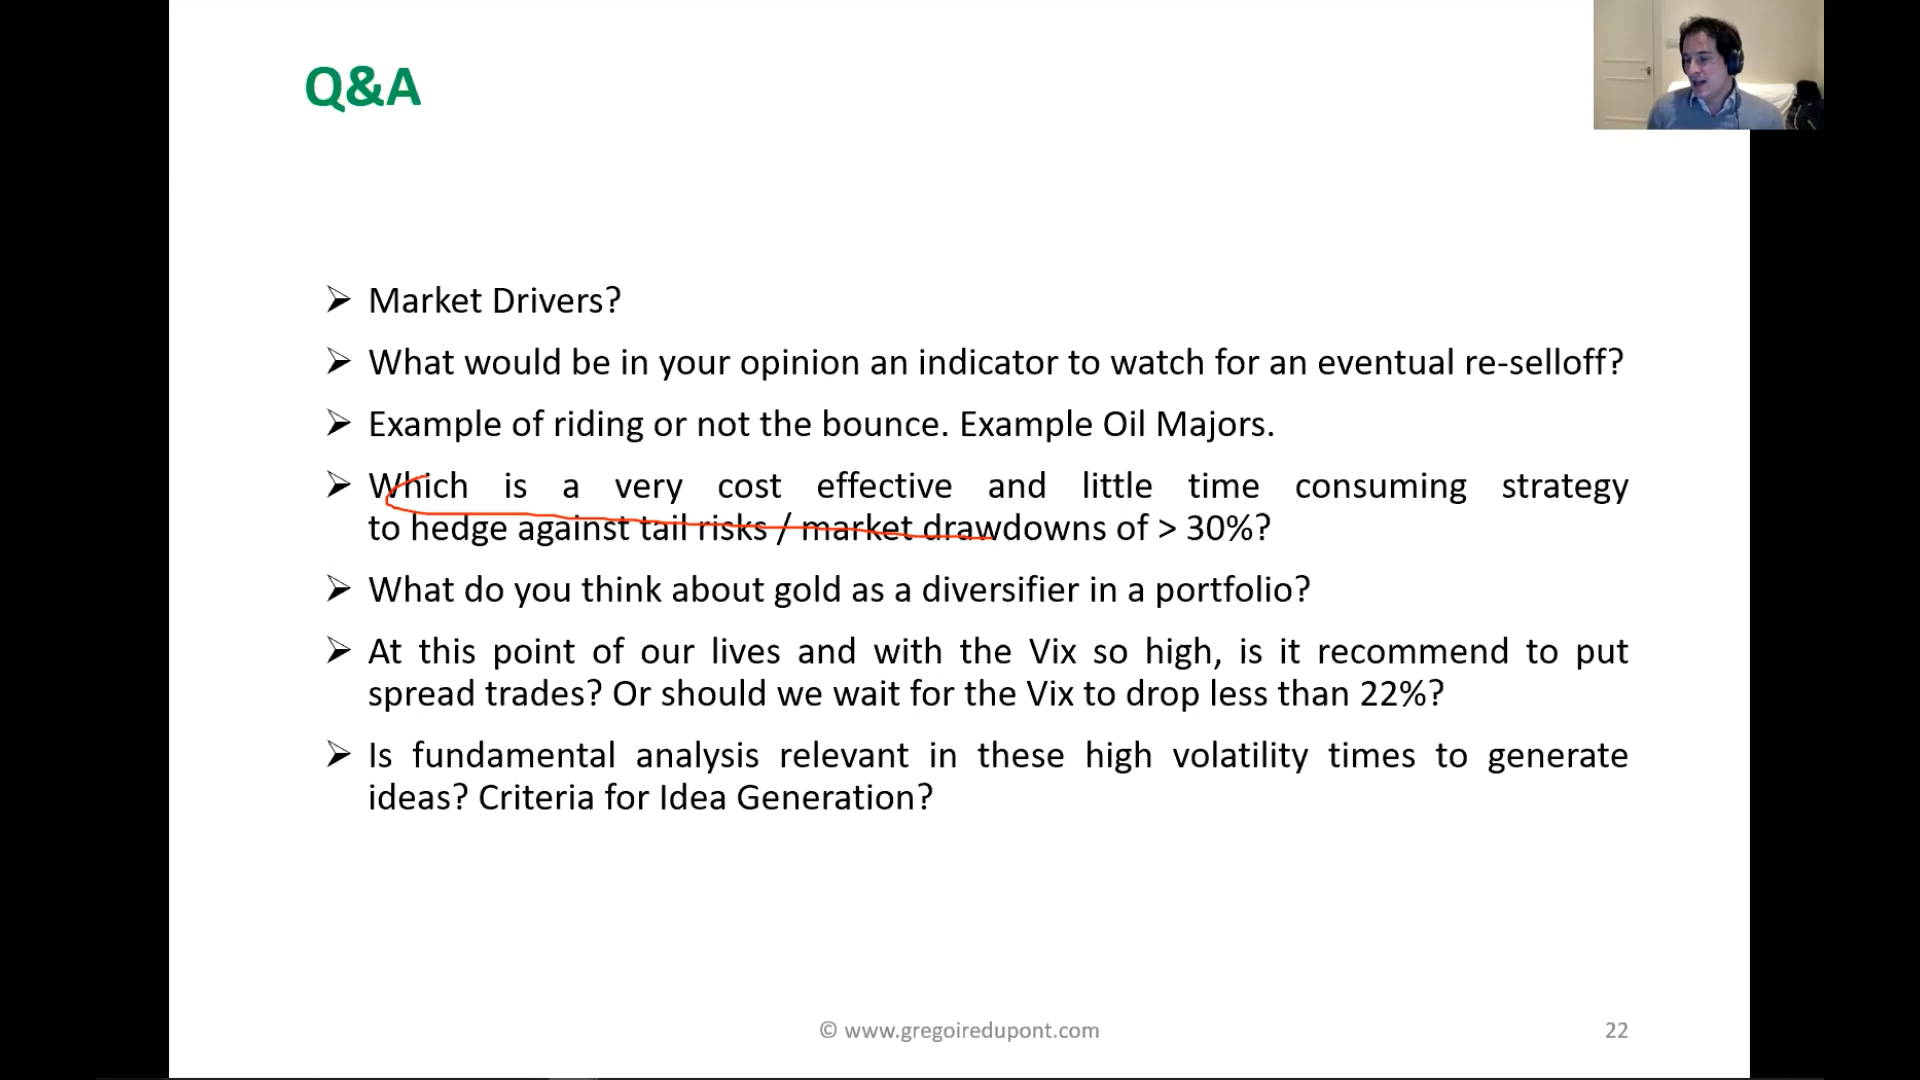 Q&A
➢ Market Drivers?
➢ What would be in your opinion an indicator to watch for an eventual re-selloff?
➢ Example of riding or not the bounce. Example Oil Majors.
➢ Which is a very cost effective and little time consuming strategy
to hedge against tail risks / market drawdowns of > 30%?
➢ What do you think about gold as a diversifier in a portfolio?
➢ At this point of our lives and with the Vix so high, is it recommend to put
spread trades? Or should we wait for the Vix to drop less than 22%?
➢ Is fundamental analysis relevant in these high volatility times to generate
ideas? Criteria for Idea Generation?
© www.gregoiredupont.com
22